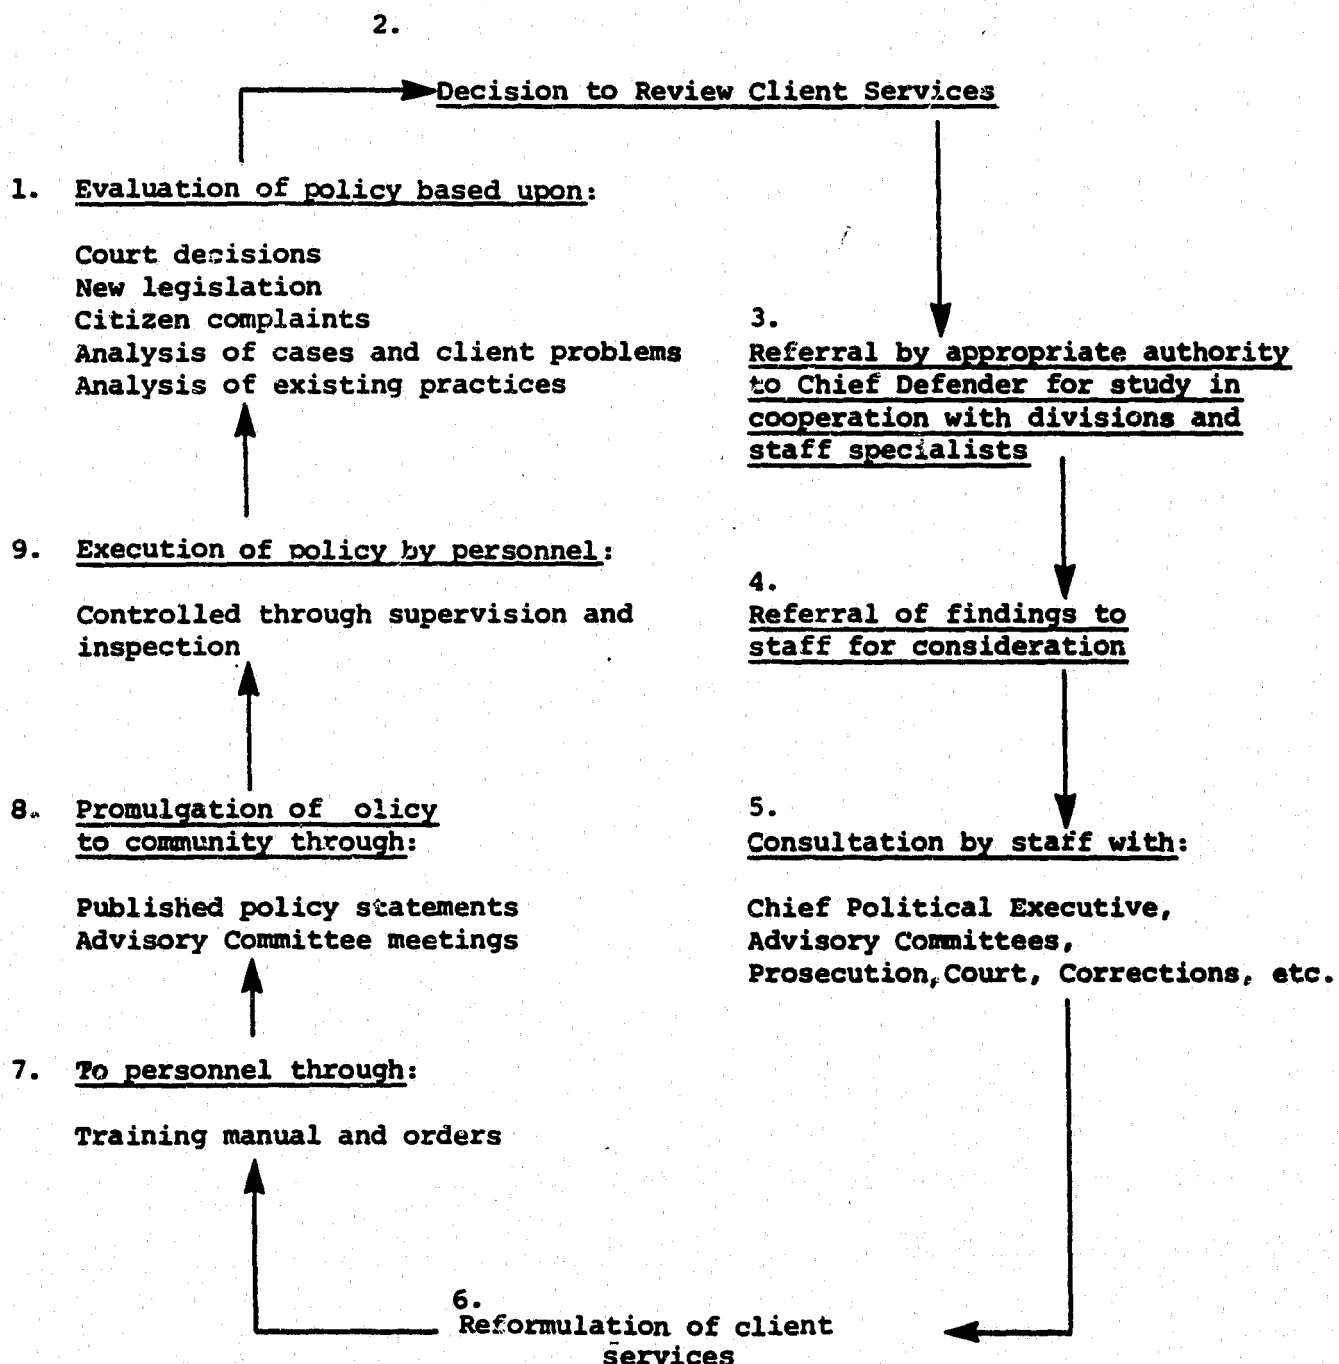 2.
Decision to Review Client Services
1. Evaluation of policy based upon:
Court decisions
New legislation
Citizen complaints
Analysis of cases and client problems
Analysis of existing practices
3.
Referral by appropriate authority
to Chief Defender for study in
cooperation with divisions and
staff specialists
9. Execution of policy by personnel:
Controlled through supervision and
inspection
4.
Referral of findings to
staff for consideration
8. Promulgation of olicy
to community through:
Published policy statements
Advisory Committee meetings
5.
Consultation by staff with:
Chief Political Executive,
Advisory Committees,
Prosecution, Court, Corrections, etc.
7. To personnel through:
Training manual and orders
6.
Reformulation of client
services